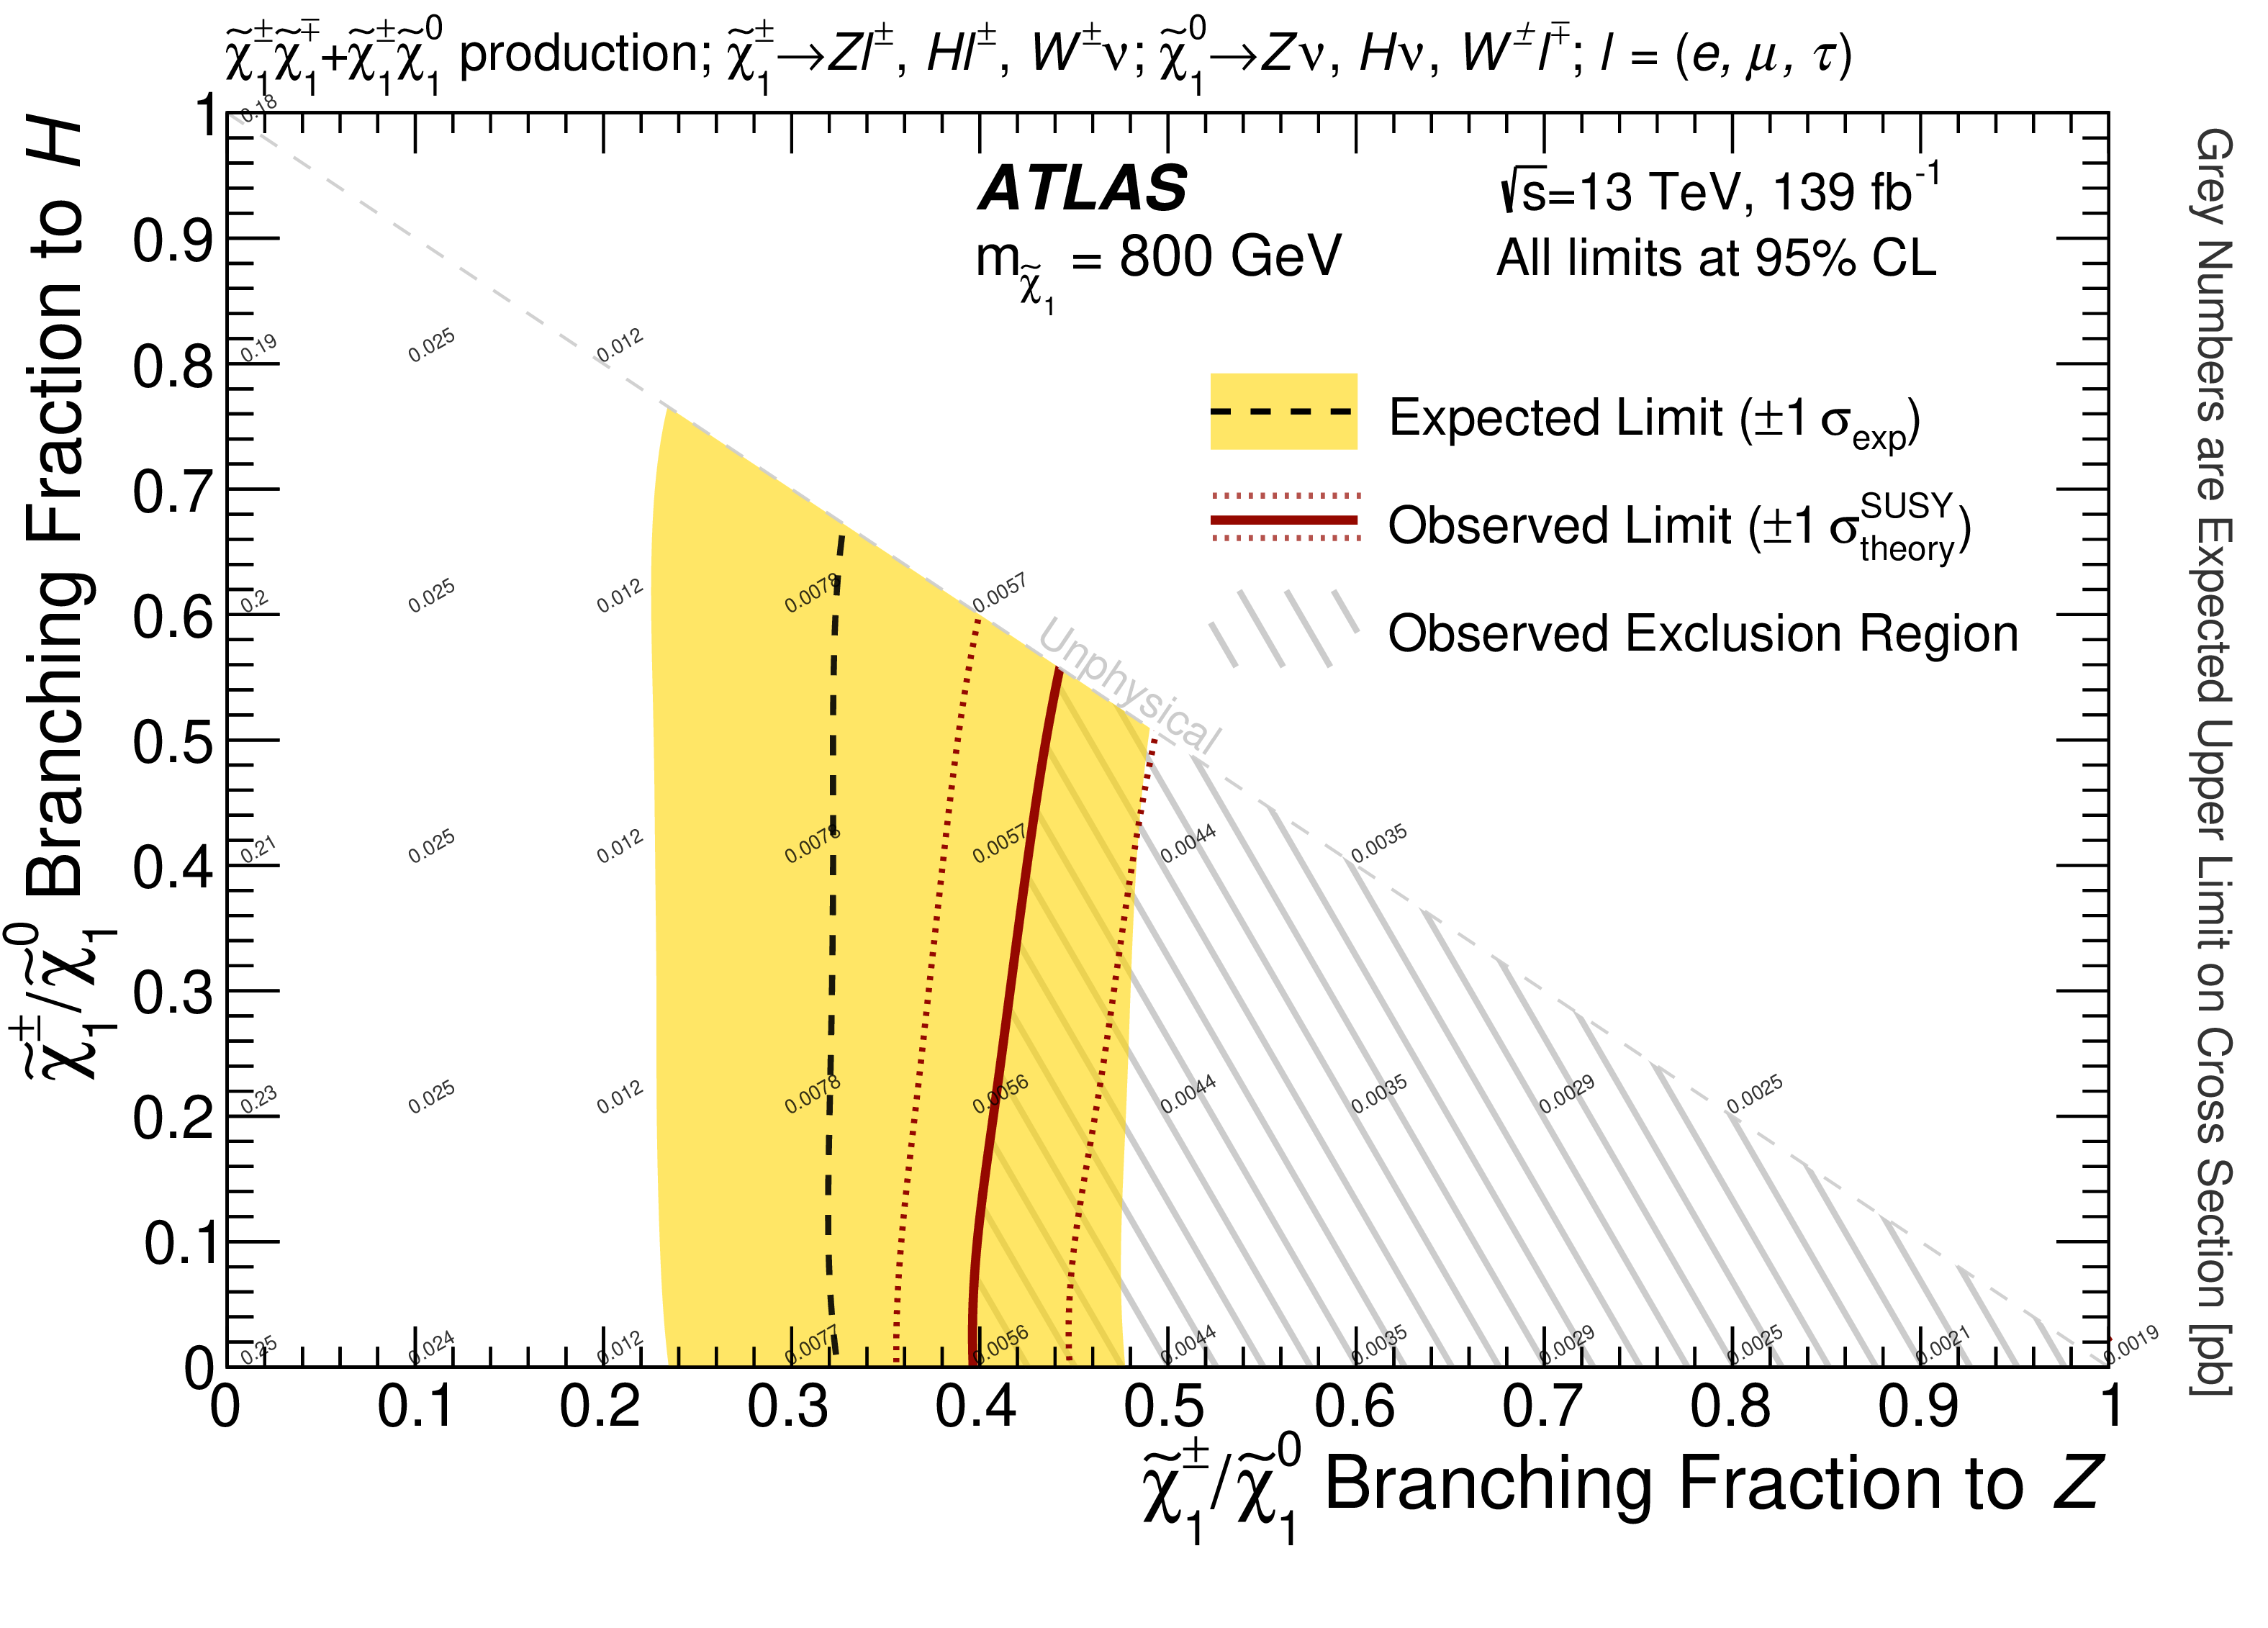 χ̃₁±χ̃₁∓+χ̃₁±χ̃₁⁰ production; χ̃₁±→Zl±, Hl±, W±ν; χ̃₁⁰→Zν, Hν, W±l∓; l = (e, μ, τ)
χ̃₁±/χ̃₁⁰ Branching Fraction to H
ATLAS
m_χ̃₁ = 800 GeV
√s=13 TeV, 139 fb⁻¹
All limits at 95% CL
Expected Limit (±1 σ_exp)
Observed Limit (±1 σ_theory^SUSY)
Observed Exclusion Region
Unphysical
1
0.9
0.8
0.7
0.6
0.5
0.4
0.3
0.2
0.1
0
0.18
0.19 0.025 0.012
0.2 0.025 0.012 0.0078 0.0057
0.21 0.025 0.012 0.0078 0.0057 0.0044 0.0035
0.23 0.025 0.012 0.0078 0.0056 0.0044 0.0035 0.0029 0.0025
0.25 0.024 0.012 0.0077 0.0056 0.0044 0.0035 0.0029 0.0025 0.0021 0.0019
0 0.1 0.2 0.3 0.4 0.5 0.6 0.7 0.8 0.9 1
χ̃₁±/χ̃₁⁰ Branching Fraction to Z
Grey Numbers are Expected Upper Limit on Cross Section [pb]